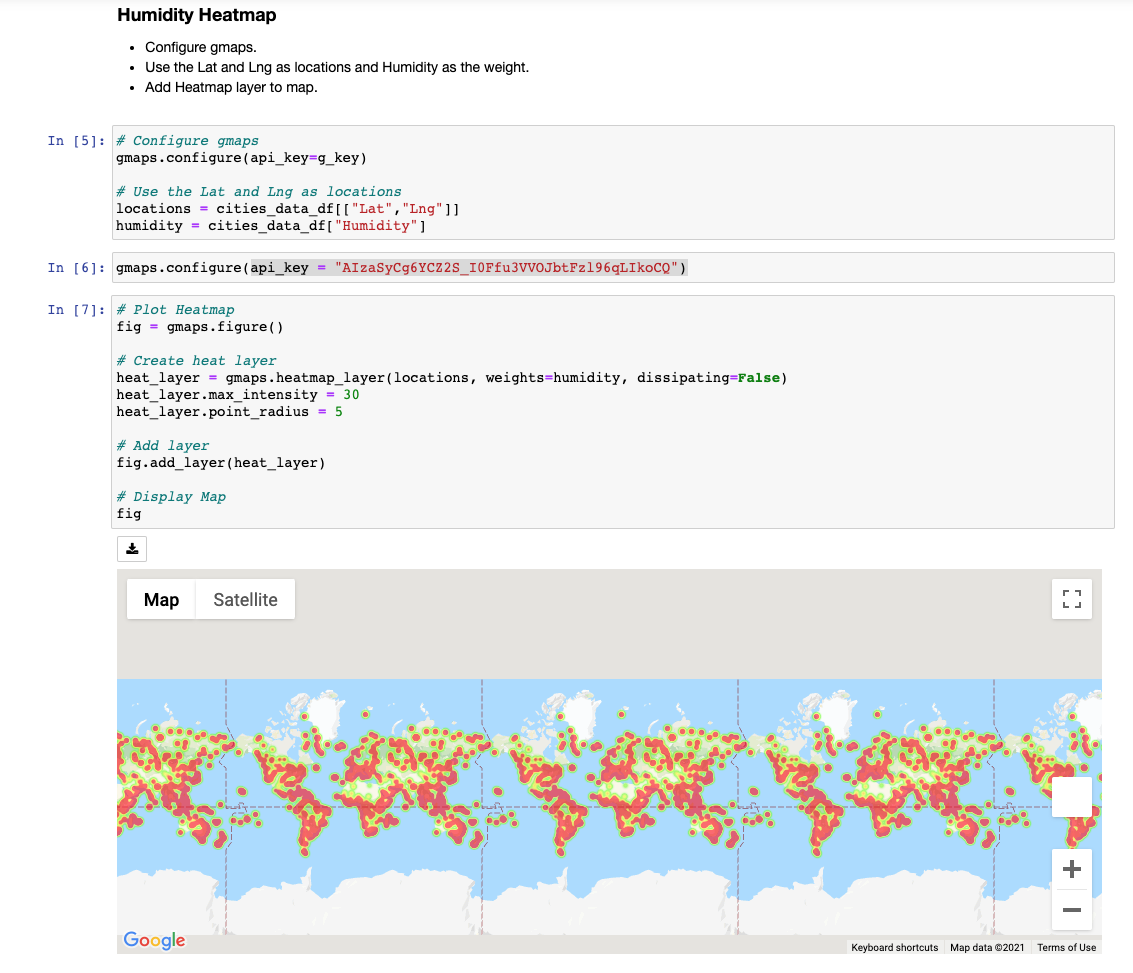 Humidity Heatmap
• Configure gmaps.
• Use the Lat and Lng as locations and Humidity as the weight.
• Add Heatmap layer to map.
In [5]: # Configure gmaps
gmaps.configure(api_key=g_key)
# Use the Lat and Lng as locations
locations = cities_data_df[["Lat","Lng"]]
humidity = cities_data_df["Humidity"]
In [6]: gmaps.configure(api_key = "AIzaSyCg6YCZ2S_I0Ffu3VVOJbtFzl96qLIkoCQ")
In [7]: # Plot Heatmap
fig = gmaps.figure()
# Create heat layer
heat_layer = gmaps.heatmap_layer(locations, weights=humidity, dissipating=False)
heat_layer.max_intensity = 30
heat_layer.point_radius = 5
# Add layer
fig.add_layer(heat_layer)
# Display Map
fig
Map Satellite
Google
Keyboard shortcuts Map data ©2021 Terms of Use